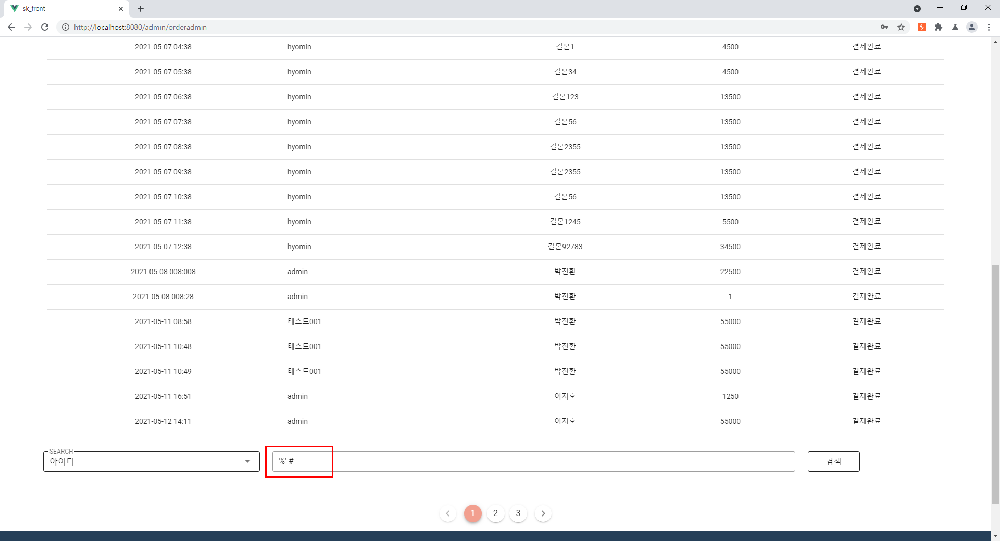 sk_front
http://localhost:8080/admin/orderadmin
2021-05-07 04:38 hyomin 길몬1 4500 결제완료
2021-05-07 05:38 hyomin 길몬34 4500 결제완료
2021-05-07 06:38 hyomin 길몬123 13500 결제완료
2021-05-07 07:38 hyomin 길몬56 13500 결제완료
2021-05-07 08:38 hyomin 길몬2355 13500 결제완료
2021-05-07 09:38 hyomin 길몬2355 13500 결제완료
2021-05-07 10:38 hyomin 길몬56 13500 결제완료
2021-05-07 11:38 hyomin 길몬1245 5500 결제완료
2021-05-07 12:38 hyomin 길몬92783 34500 결제완료
2021-05-08 008:008 admin 박진환 22500 결제완료
2021-05-08 008:28 admin 박진환 1 결제완료
2021-05-11 08:58 테스트001 박진환 55000 결제완료
2021-05-11 10:48 테스트001 박진환 55000 결제완료
2021-05-11 10:49 테스트001 박진환 55000 결제완료
2021-05-11 16:51 admin 이지호 1250 결제완료
2021-05-12 14:11 admin 이지호 55000 결제완료
SEARCH
아이디 %' # 검색
1 2 3